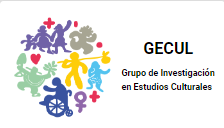 GECUL
Grupo de Investigación
en Estudios Culturales